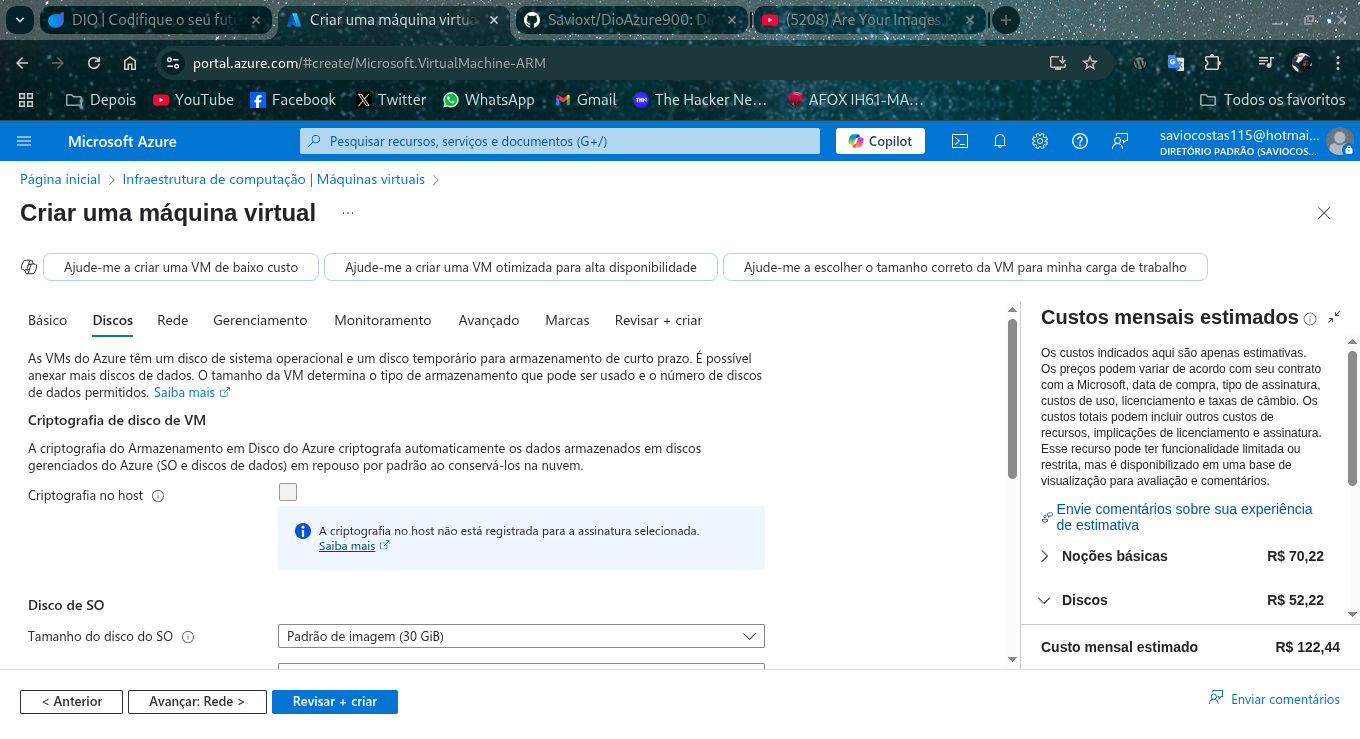 DIO | Codifique o seu futu
Criar uma máquina virtua
Savioxt/DioAzure900: Di
(5208) Are Your Images,
portal.azure.com/#create/Microsoft.VirtualMachine-ARM
Depois
YouTube
Facebook
Twitter
WhatsApp
Gmail
The Hacker Ne...
AFOX IH61-MA...
Todos os favoritos
Microsoft Azure
Pesquisar recursos, serviços e documentos (G+/)
Copilot
saviocostas115@hotmai...
DIRETÓRIO PADRÃO (SAVIOCOS...
Página inicial > Infraestrutura de computação | Máquinas virtuais >
Criar uma máquina virtual ...
Ajude-me a criar uma VM de baixo custo
Ajude-me a criar uma VM otimizada para alta disponibilidade
Ajude-me a escolher o tamanho correto da VM para minha carga de trabalho
Básico
Discos
Rede
Gerenciamento
Monitoramento
Avançado
Marcas
Revisar + criar
As VMs do Azure têm um disco de sistema operacional e um disco temporário para armazenamento de curto prazo. É possível
anexar mais discos de dados. O tamanho da VM determina o tipo de armazenamento que pode ser usado e o número de discos
de dados permitidos. Saiba mais
Criptografia de disco de VM
A criptografia do Armazenamento em Disco do Azure criptografa automaticamente os dados armazenados em discos
gerenciados do Azure (SO e discos de dados) em repouso por padrão ao conservá-los na nuvem.
Criptografia no host
A criptografia no host não está registrada para a assinatura selecionada.
Saiba mais
Disco de SO
Tamanho do disco do SO
Padrão de imagem (30 GiB)
< Anterior
Avançar: Rede >
Revisar + criar
Custos mensais estimados
Os custos indicados aqui são apenas estimativas.
Os preços podem variar de acordo com seu contrato
com a Microsoft, data de compra, tipo de assinatura,
custos de uso, licenciamento e taxas de câmbio. Os
custos totais podem incluir outros custos de
recursos, implicações de licenciamento e assinatura.
Esse recurso pode ter funcionalidade limitada ou
restrita, mas é disponibilizado em uma base de
visualização para avaliação e comentários.
Envie comentários sobre sua experiência
de estimativa
Noções básicas R$ 70,22
Discos R$ 52,22
Custo mensal estimado R$ 122,44
Enviar comentários